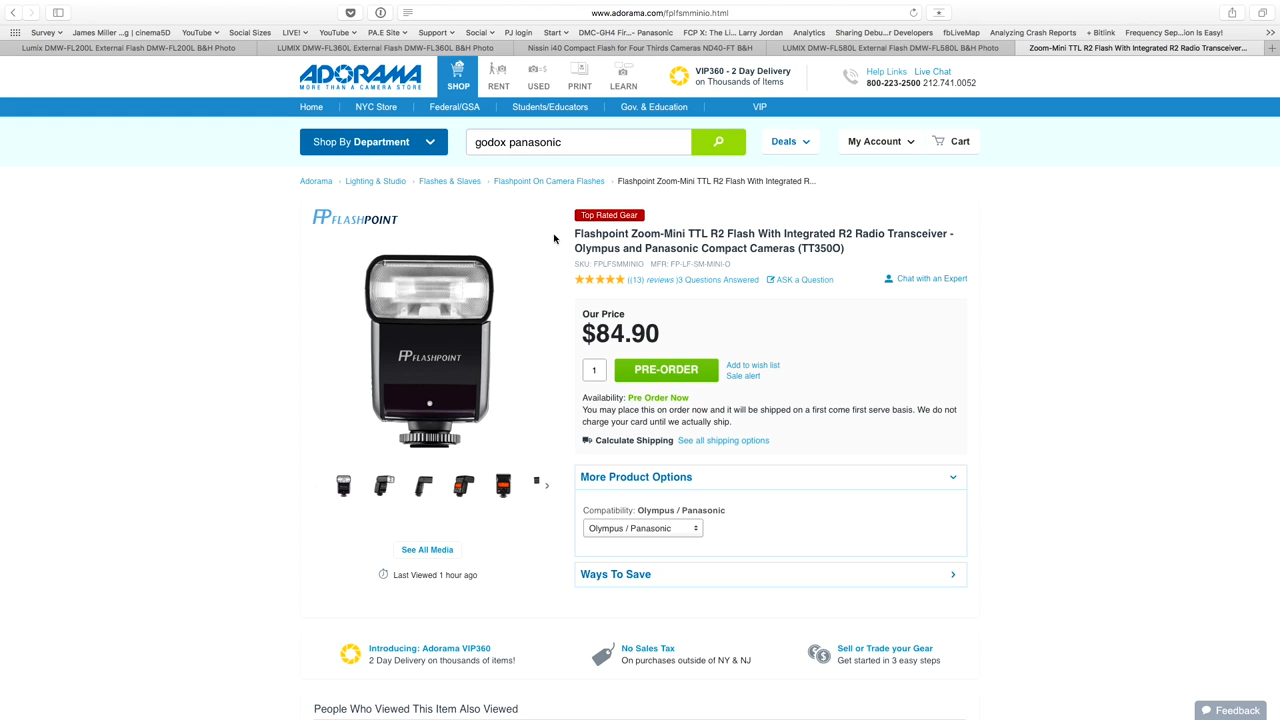 www.adorama.com/fplfsmminio.html
Survey James Miller ...g | cinema5D YouTube Social Sizes LIVE! YouTube PA.E Site Support Social PJ login Start DMC-GH4 Fir...- Panasonic FCP X: The Li... Larry Jordan Analytics Sharing Debu...r Developers fbLiveMap Analyzing Crash Reports + Bitlink Frequency Sep...ion Is Easy!
Lumix DMW-FL200L External Flash DMW-FL200L B&H Photo LUMIX DMW-FL360L External Flash DMW-FL360L B&H Photo Nissin i40 Compact Flash for Four Thirds Cameras ND40-FT B&H LUMIX DMW-FL580L External Flash DMW-FL580L B&H Photo Zoom-Mini TTL R2 Flash With Integrated R2 Radio Transceiver...
ADORAMA
MORE THAN A CAMERA STORE
SHOP RENT USED PRINT LEARN
VIP360 - 2 Day Delivery
on Thousands of Items
Help Links Live Chat
800-223-2500 212.741.0052
Home NYC Store Federal/GSA Students/Educators Gov. & Education VIP
Shop By Department godox panasonic Deals My Account Cart
Adorama › Lighting & Studio › Flashes & Slaves › Flashpoint On Camera Flashes › Flashpoint Zoom-Mini TTL R2 Flash With Integrated R...
FP FLASHPOINT
FP FLASHPOINT
See All Media
Last Viewed 1 hour ago
Top Rated Gear
Flashpoint Zoom-Mini TTL R2 Flash With Integrated R2 Radio Transceiver -
Olympus and Panasonic Compact Cameras (TT350O)
SKU: FPLFSMMINIO MFR: FP-LF-SM-MINI-O
((13) reviews )3 Questions Answered ASK a Question Chat with an Expert
Our Price
$84.90
1 PRE-ORDER Add to wish list
Sale alert
Availability: Pre Order Now
You may place this on order now and it will be shipped on a first come first serve basis. We do not
charge your card until we actually ship.
Calculate Shipping See all shipping options
More Product Options
Compatibility: Olympus / Panasonic
Olympus / Panasonic
Ways To Save
Introducing: Adorama VIP360
2 Day Delivery on thousands of items!
No Sales Tax
On purchases outside of NY & NJ
Sell or Trade your Gear
Get started in 3 easy steps
People Who Viewed This Item Also Viewed
Feedback